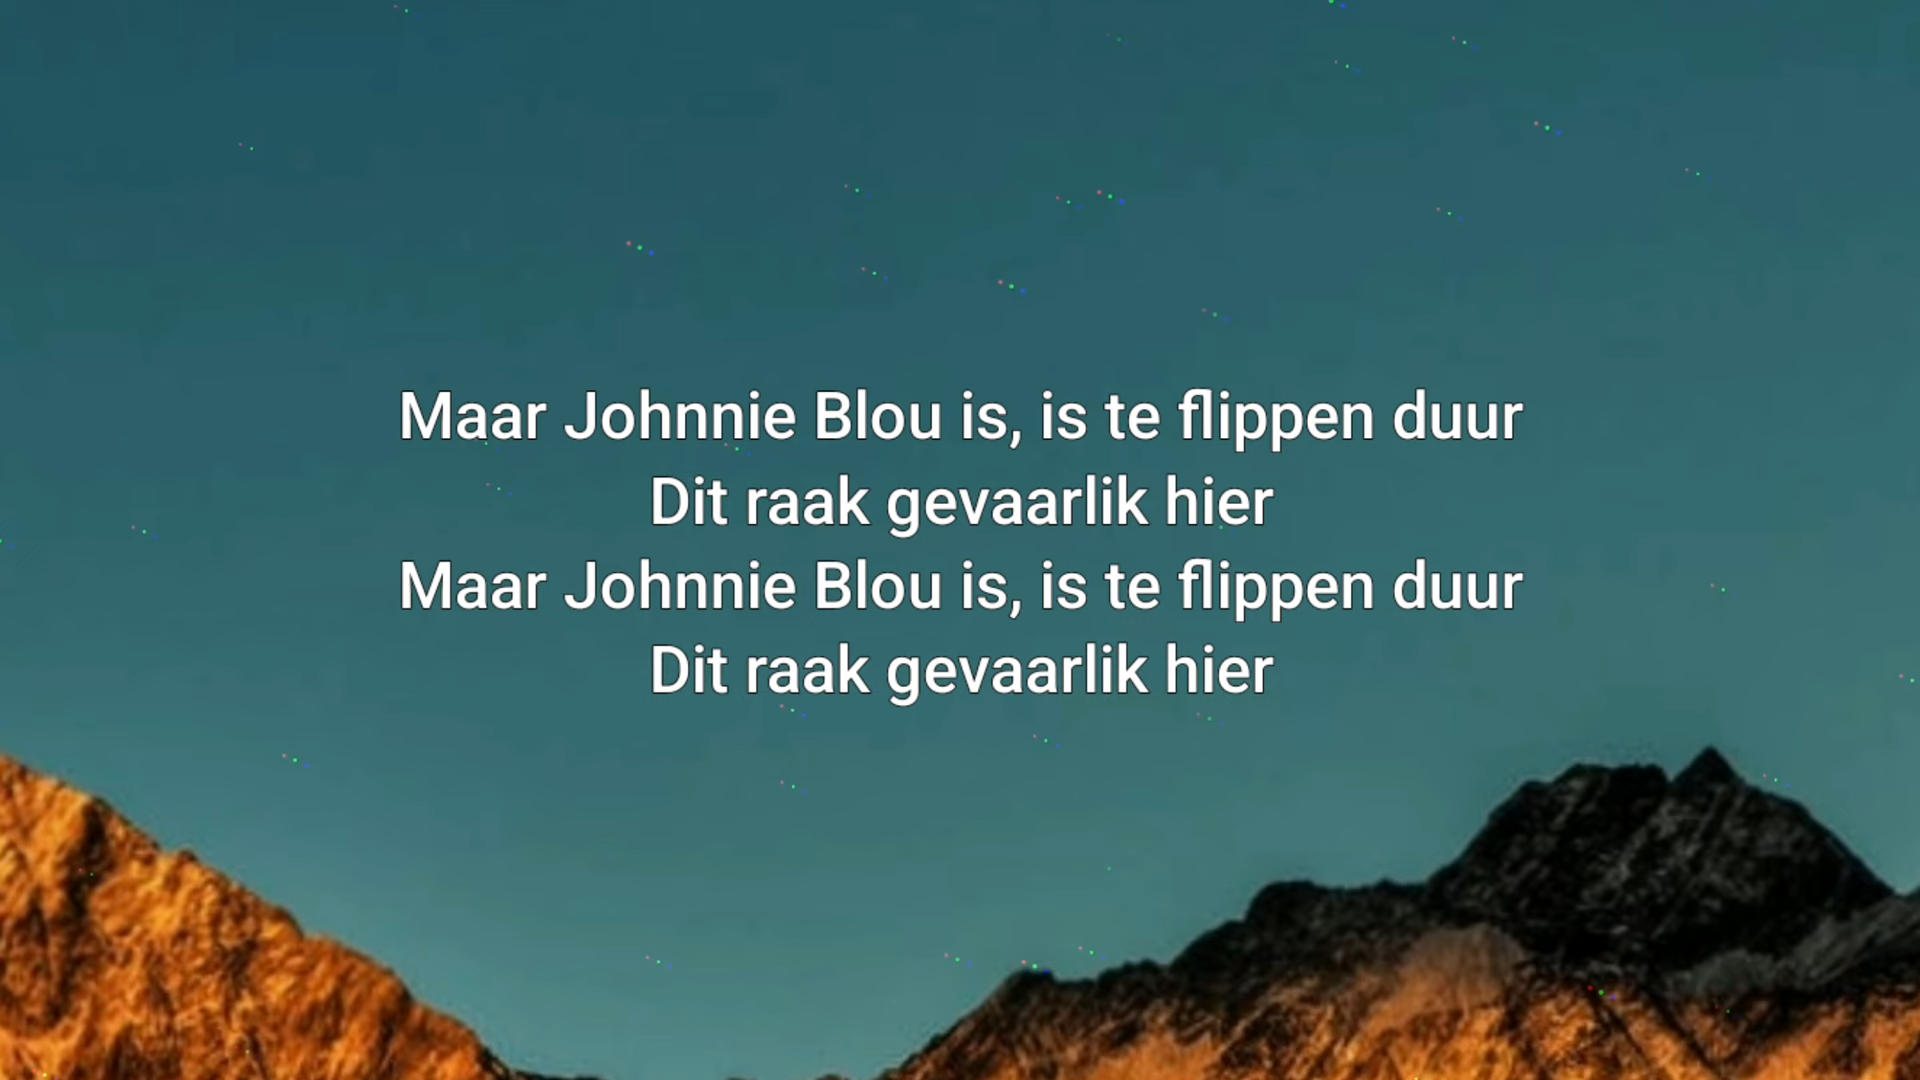 Maar Johnnie Blou is, is te flippen duur
Dit raak gevaarlik hier
Maar Johnnie Blou is, is te flippen duur
Dit raak gevaarlik hier